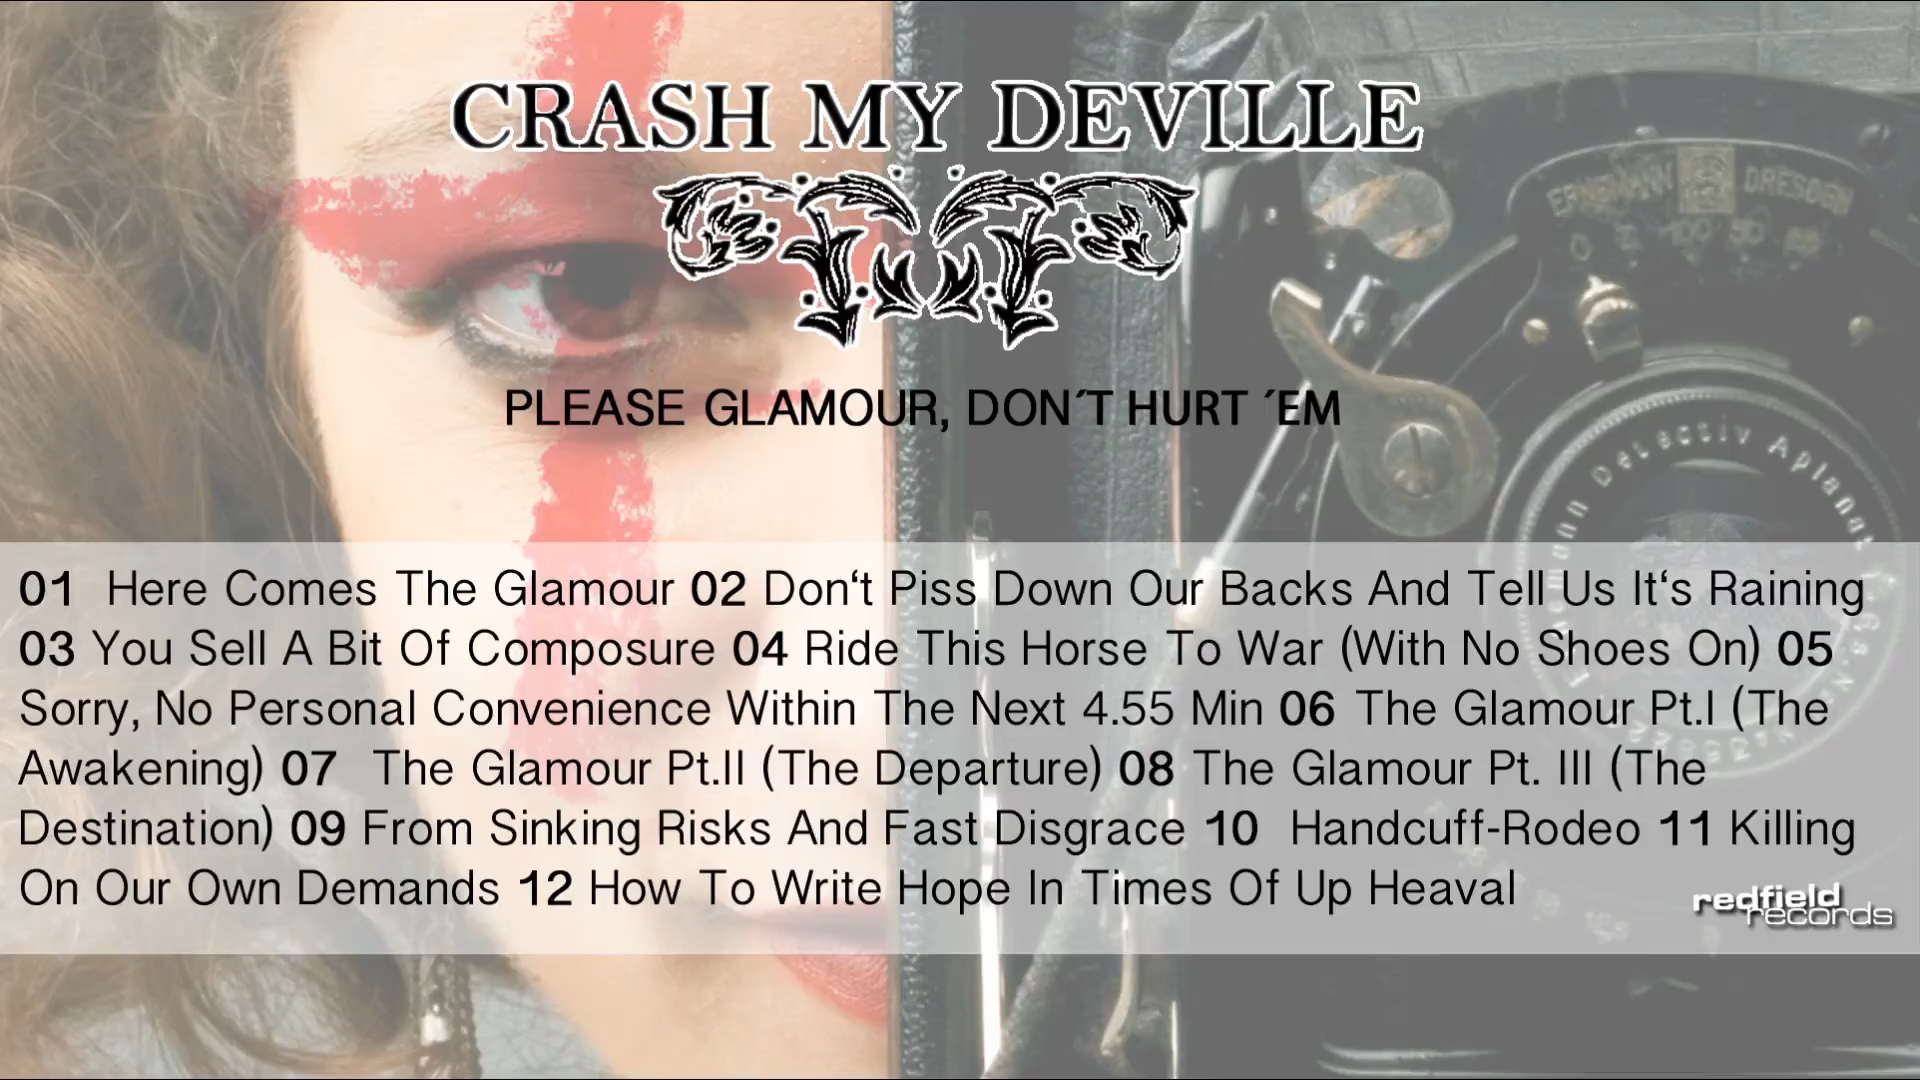 CRASH MY DEVILLE
PLEASE GLAMOUR, DON´T HURT ´EM
ERNEMANN DRESDEN
Detectiv Aplanat
01 Here Comes The Glamour 02 Don‘t Piss Down Our Backs And Tell Us It‘s Raining
03 You Sell A Bit Of Composure 04 Ride This Horse To War (With No Shoes On) 05
Sorry, No Personal Convenience Within The Next 4.55 Min 06 The Glamour Pt.I (The
Awakening) 07 The Glamour Pt.II (The Departure) 08 The Glamour Pt. III (The
Destination) 09 From Sinking Risks And Fast Disgrace 10 Handcuff-Rodeo 11 Killing
On Our Own Demands 12 How To Write Hope In Times Of Up Heaval
redfield
records